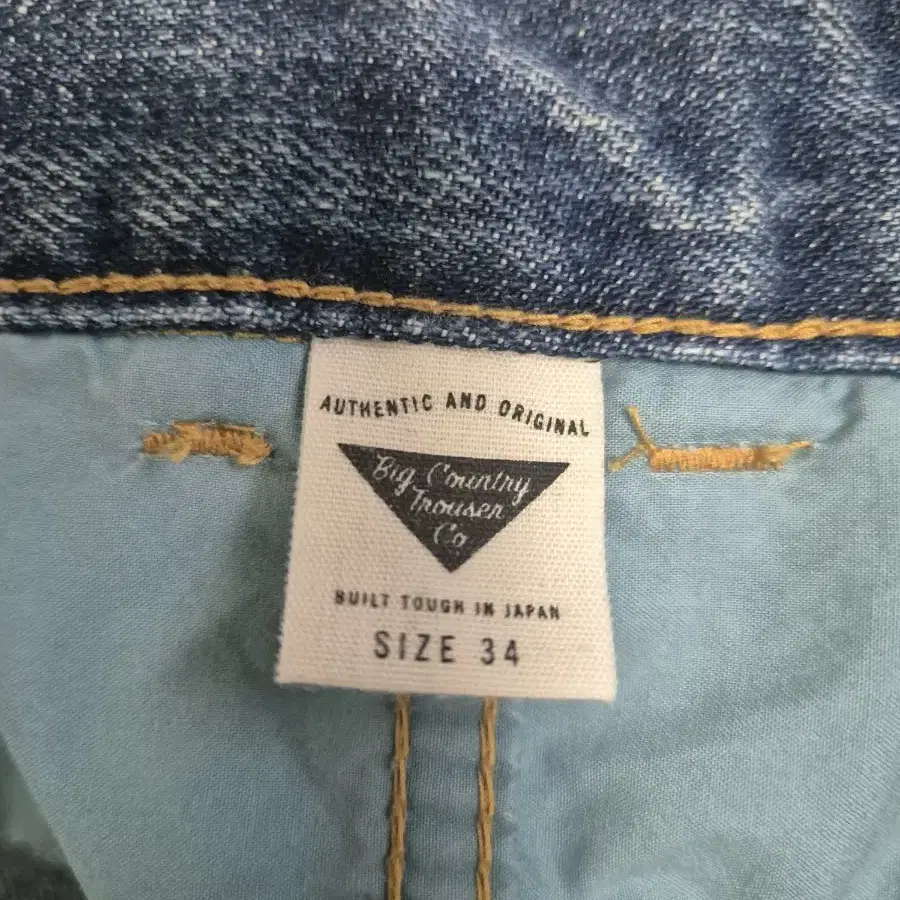 AUTHENTIC AND ORIGINAL
Big Country
Trouser
Co
BUILT TOUGH IN JAPAN
SIZE 34